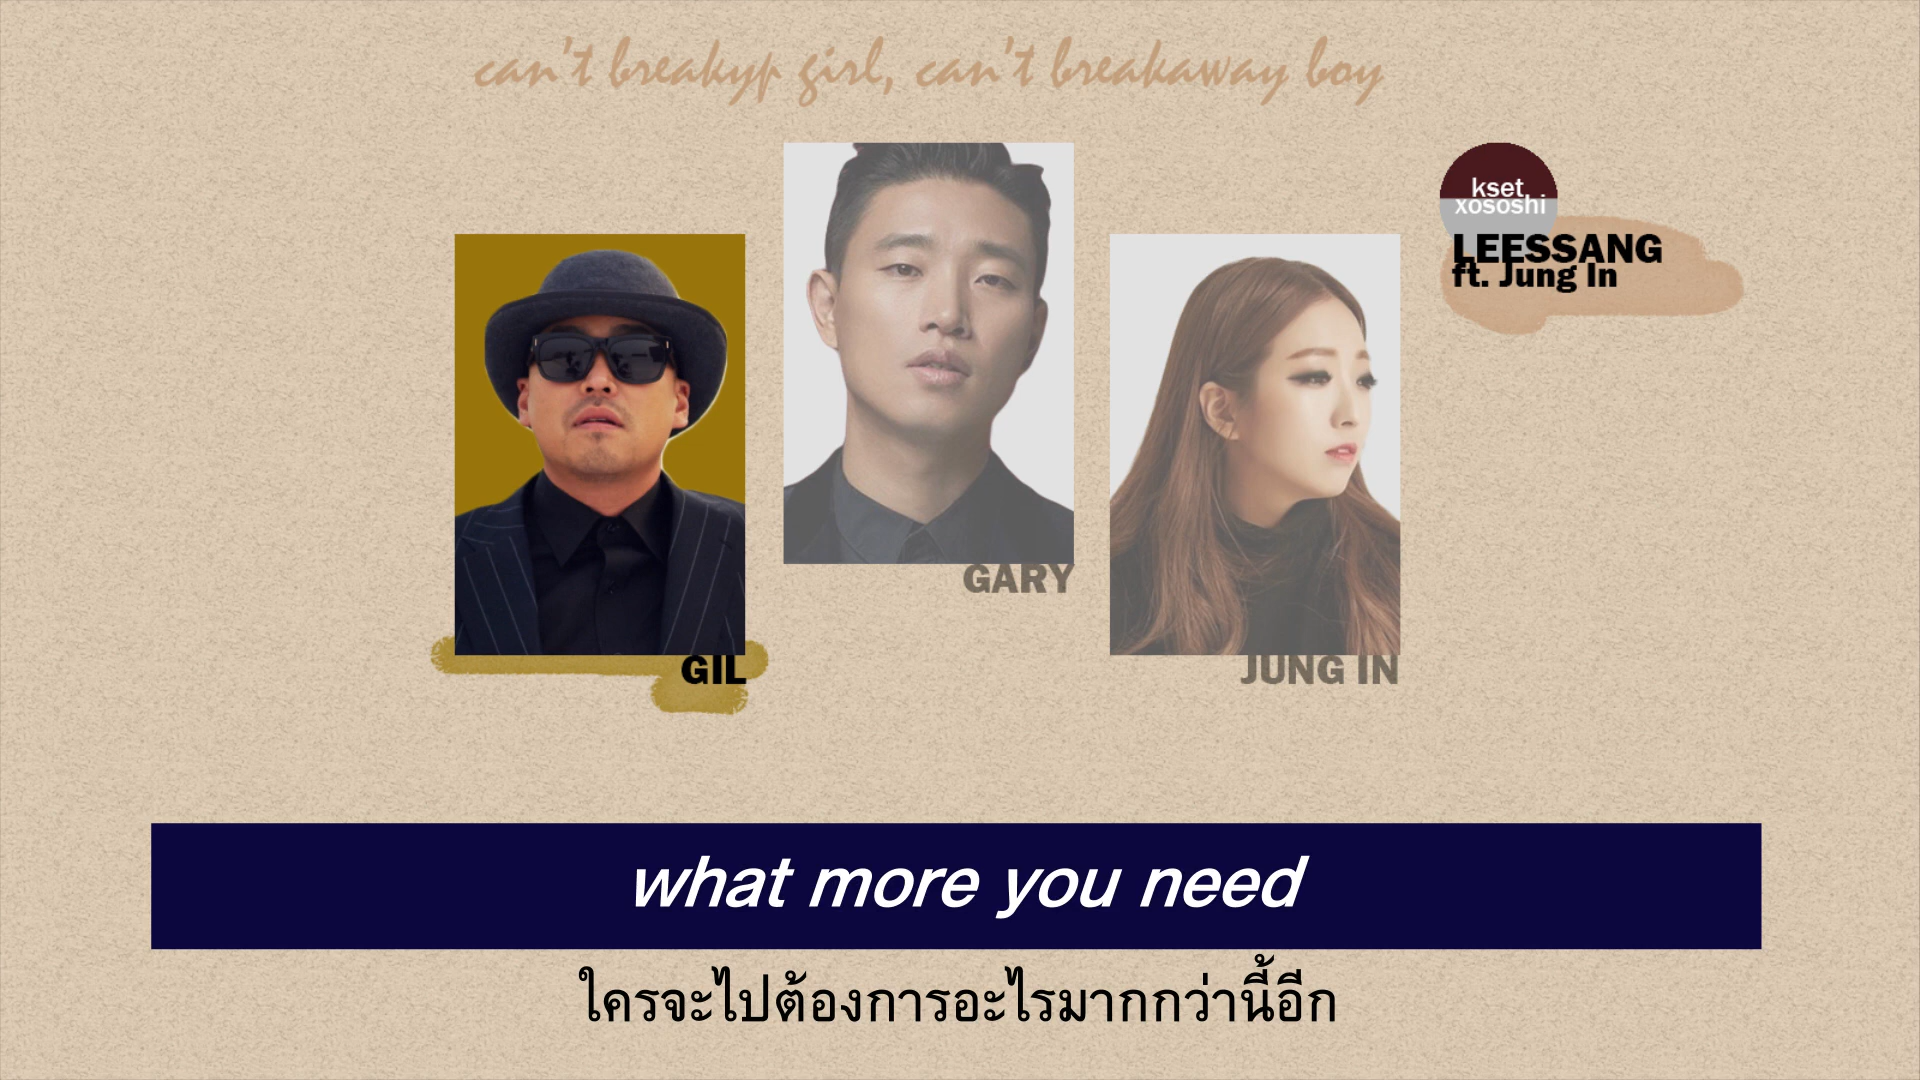 can't breakyp girl, can't breakaway boy
kset
xososhi
LEESSANG
ft. Jung In
GARY
GIL
JUNG IN
what more you need
ใครจะไปต้องการอะไรมากกว่านี้อีก